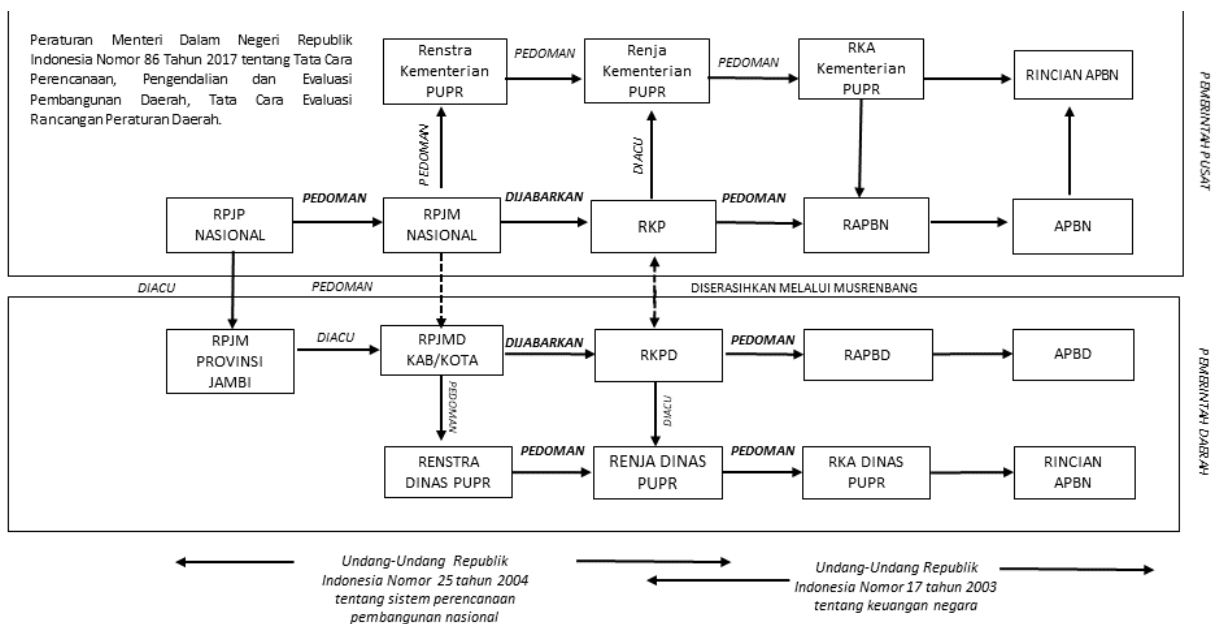 Peraturan Menteri Dalam Negeri Republik
Indonesia Nomor 86 Tahun 2017 tentang Tata Cara
Perencanaan, Pengendalian dan Evaluasi
Pembangunan Daerah, Tata Cara Evaluasi
Rancangan Peraturan Daerah.
Renstra
Kementerian
PUPR
PEDOMAN
Renja
Kementerian
PUPR
PEDOMAN
RKA
Kementerian
PUPR
RINCIAN APBN
PEMERINTAH PUSAT
PEDOMAN
DIACU
RPJP
NASIONAL
PEDOMAN
RPJM
NASIONAL
DIJABARKAN
RKP
PEDOMAN
RAPBN
APBN
DIACU
PEDOMAN
DISERASIHKAN MELALUI MUSRENBANG
RPJM
PROVINSI
JAMBI
DIACU
RPJMD
KAB/KOTA
DIJABARKAN
RKPD
PEDOMAN
RAPBD
APBD
PEMERINTAH DAERAH
PEDOMAN
DIACU
RENSTRA
DINAS PUPR
PEDOMAN
RENJA DINAS
PUPR
PEDOMAN
RKA DINAS
PUPR
RINCIAN
APBN
Undang-Undang Republik
Indonesia Nomor 25 tahun 2004
tentang sistem perencanaan
pembangunan nasional
Undang-Undang Republik
Indonesia Nomor 17 tahun 2003
tentang keuangan negara